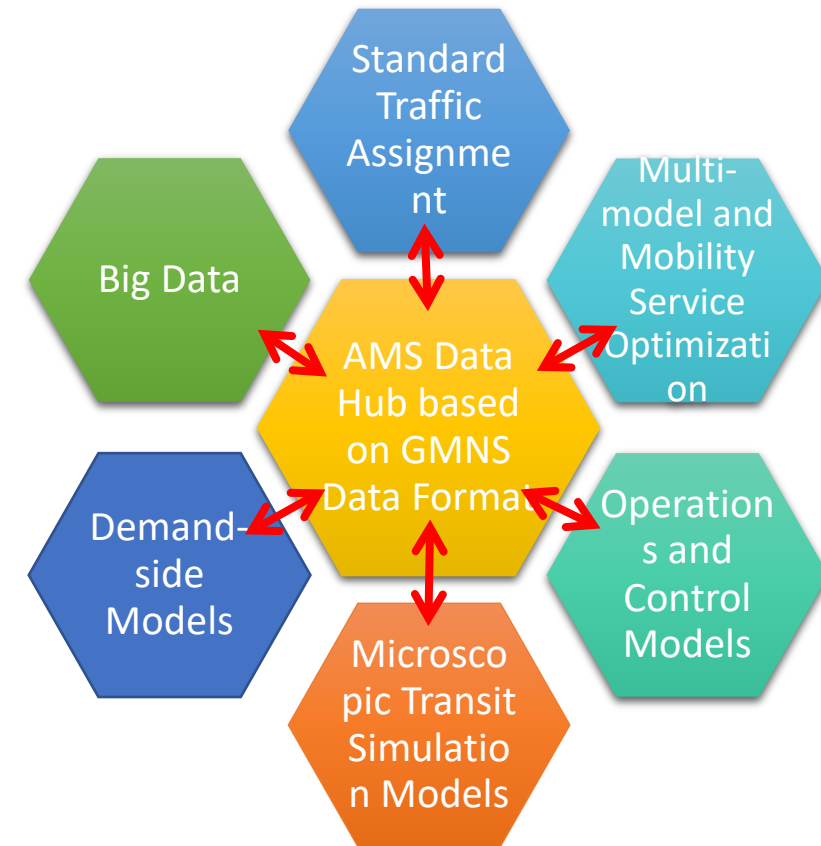 Standard
Traffic
Assignme
nt
Multi-
model and
Mobility
Service
Optimizati
on
Big Data
AMS Data
Hub based
on GMNS
Data Format
Demand-
side
Models
Operation
s and
Control
Models
Microsco
pic Transit
Simulatio
n Models